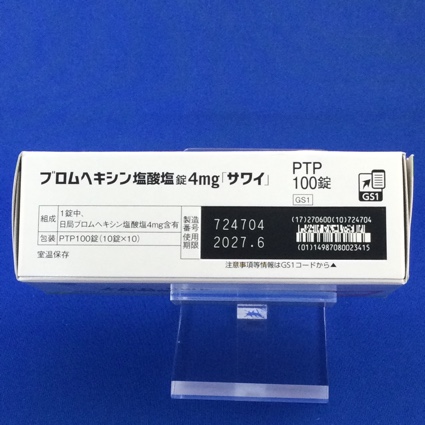 ブロムヘキシン塩酸塩錠4mg「サワイ」
PTP
100錠
GS1
GS1
組成 1錠中、
日局ブロムヘキシン塩酸塩4mg含有
包装 PTP100錠(10錠×10)
室温保存
製造番号 724704
使用期限 2027.6
(17)270600(10)724704
(01)14987080023415
注意事項等情報はGS1コードから▲